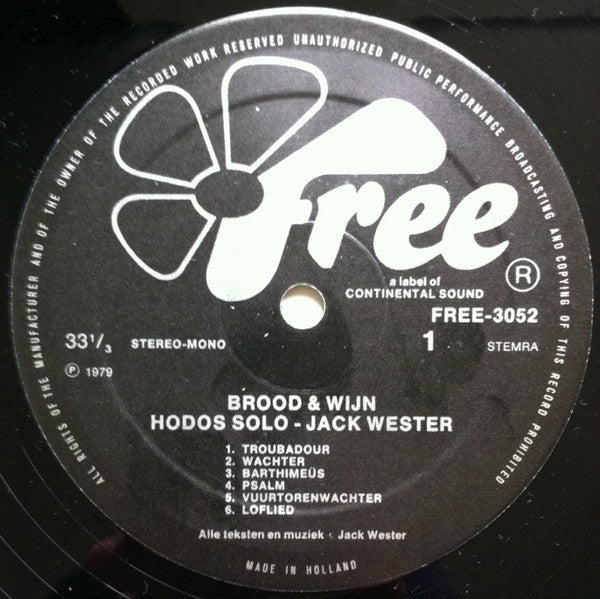 ALL RIGHTS OF THE MANUFACTURER AND OF THE OWNER OF THE RECORDED WORK RESERVED UNAUTHORIZED PUBLIC PERFORMANCE BROADCASTING AND COPYING OF THIS RECORD PROHIBITED
Free ®
a label of
CONTINENTAL SOUND
FREE-3052
33 1/3 STEREO-MONO 1 STEMRA
℗ 1979
BROOD & WIJN
HODOS SOLO - JACK WESTER
1. TROUBADOUR
2. WACHTER
3. BARTHIMEÜS
4. PSALM
5. VUURTORENWACHTER
6. LOFLIED
Alle teksten en muziek - Jack Wester
MADE IN HOLLAND